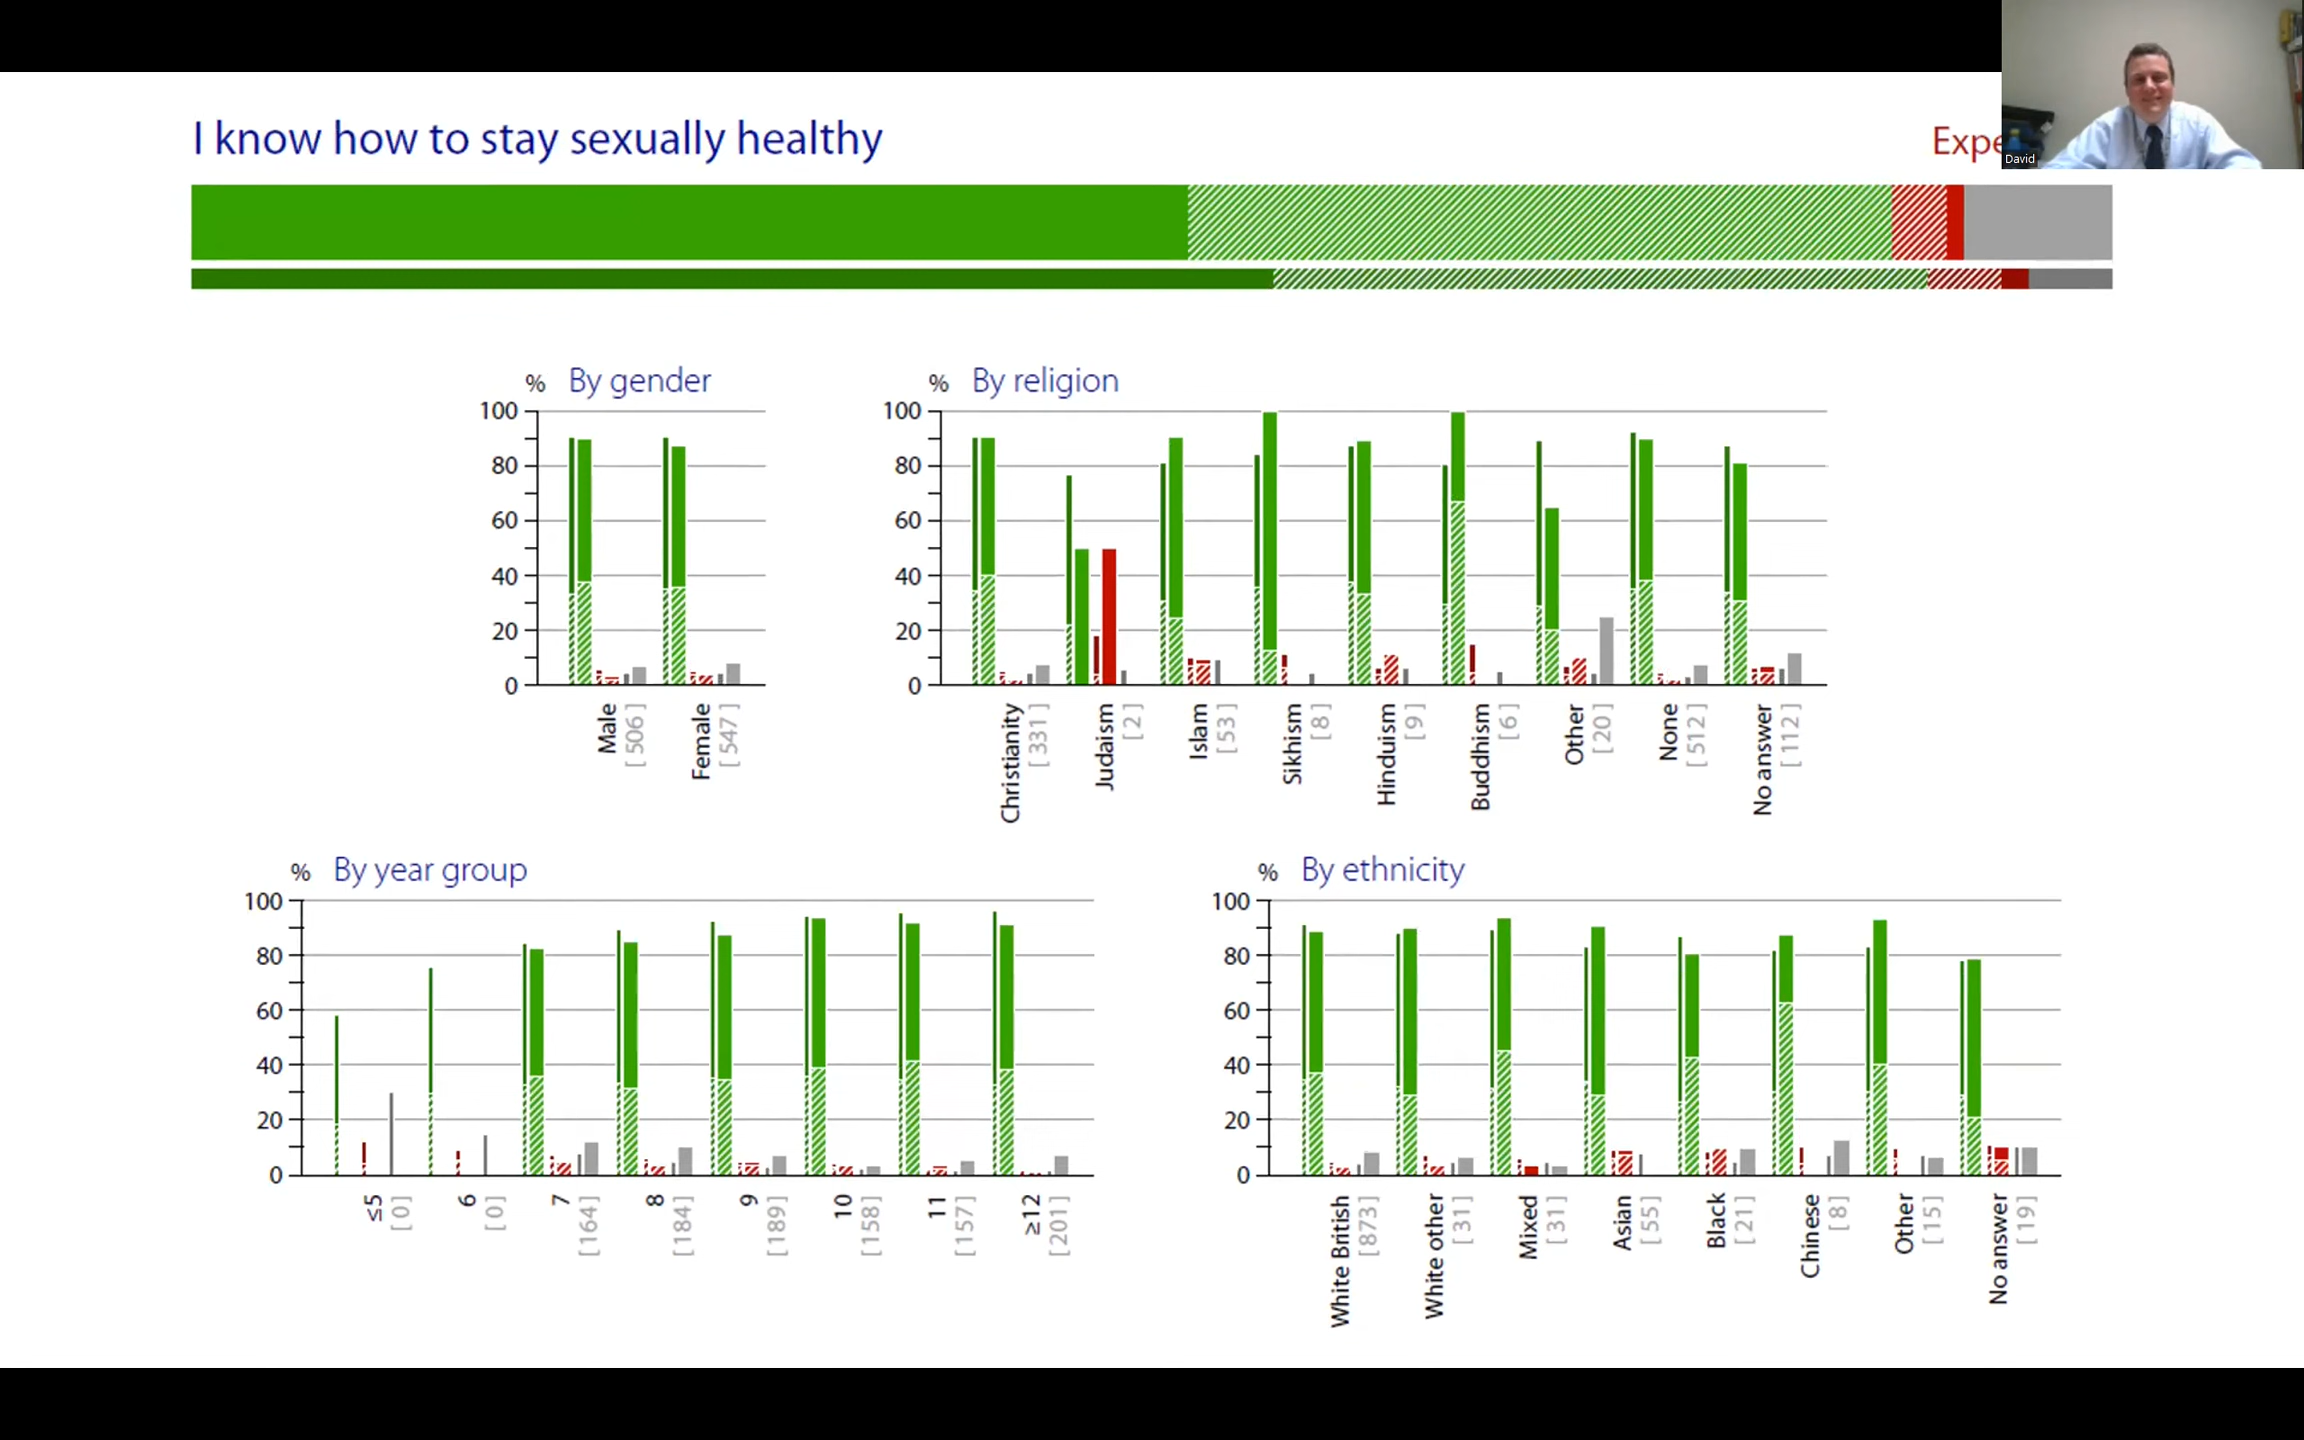 I know how to stay sexually healthy
David
% By gender
100
80
60
40
20
0
Male
[506]
Female
[547]
% By religion
100
80
60
40
20
0
Christianity
[331]
Judaism
[2]
Islam
[53]
Sikhism
[8]
Hinduism
[9]
Buddhism
[6]
Other
[20]
None
[512]
No answer
[112]
% By year group
100
80
60
40
20
0
≤5
[0]
6
[0]
7
[164]
8
[184]
9
[189]
10
[158]
11
[157]
≥12
[201]
% By ethnicity
100
80
60
40
20
0
White British
[873]
White other
[31]
Mixed
[31]
Asian
[55]
Black
[21]
Chinese
[8]
Other
[15]
No answer
[19]